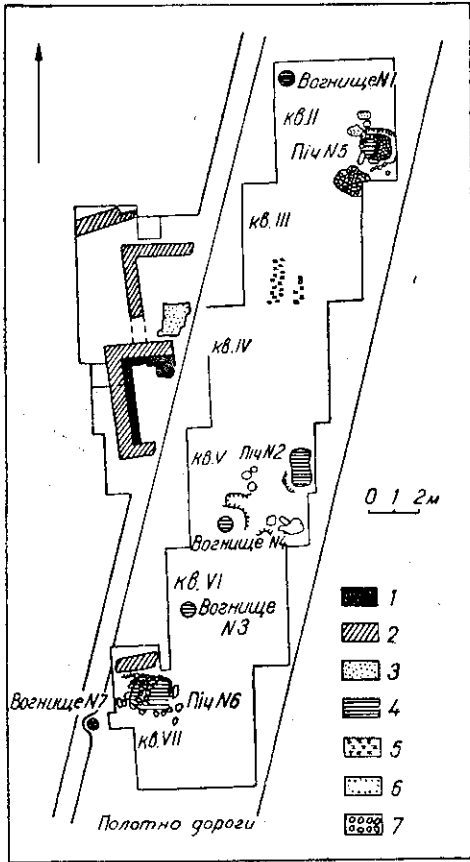 Вогнище N1
кв. II
Піч N5
кв. III
кв. IV
кв. V
Піч N2
0 1 2м
Вогнище N4
кв. VI
Вогнище
N3
1
2
3
4
5
6
7
Вогнище N7
Піч N6
кв. VII
Полотно дороги